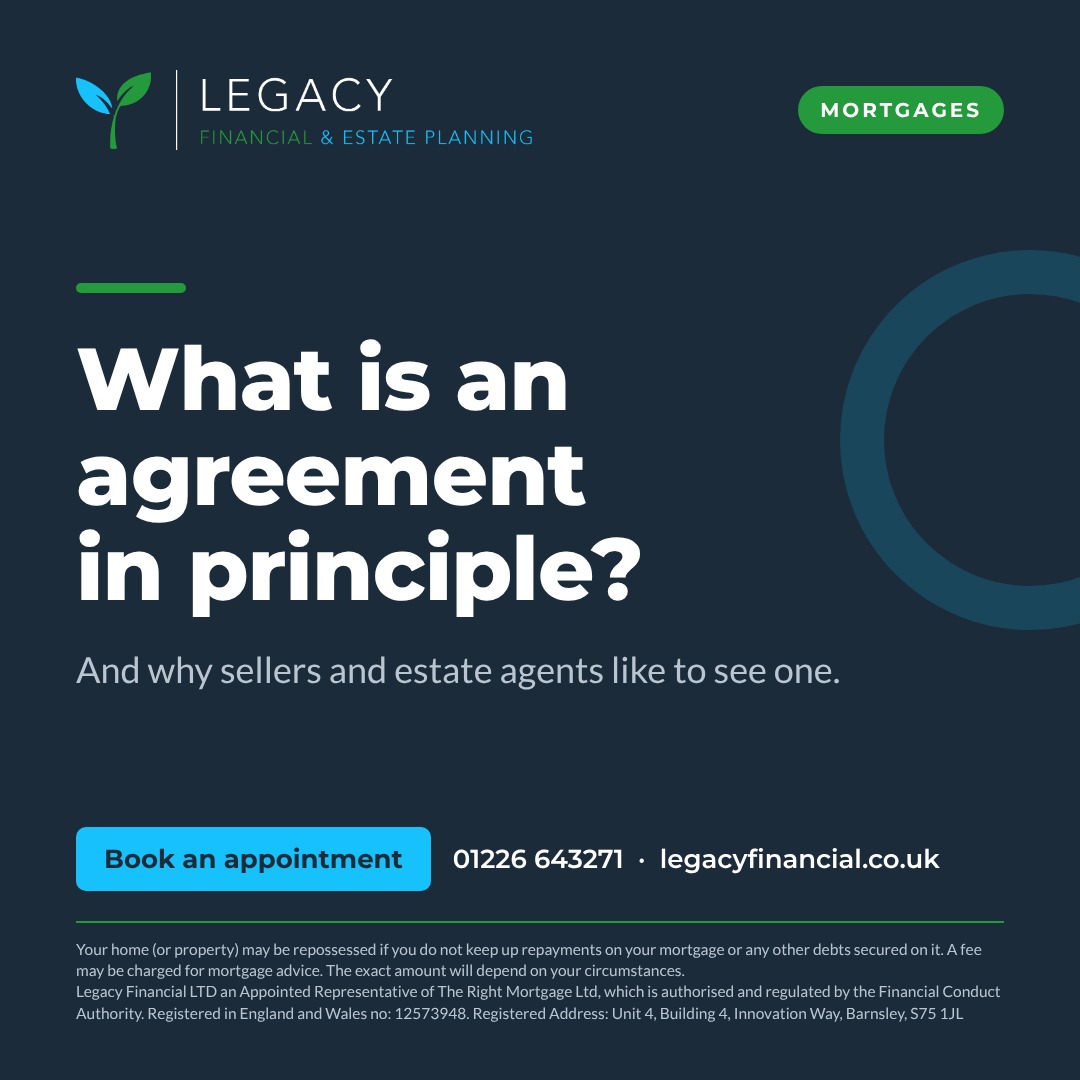 LEGACY
FINANCIAL & ESTATE PLANNING
MORTGAGES
What is an
agreement
in principle?
And why sellers and estate agents like to see one.
Book an appointment
01226 643271 · legacyfinancial.co.uk
Your home (or property) may be repossessed if you do not keep up repayments on your mortgage or any other debts secured on it. A fee
may be charged for mortgage advice. The exact amount will depend on your circumstances.
Legacy Financial LTD an Appointed Representative of The Right Mortgage Ltd, which is authorised and regulated by the Financial Conduct
Authority. Registered in England and Wales no: 12573948. Registered Address: Unit 4, Building 4, Innovation Way, Barnsley, S75 1JL